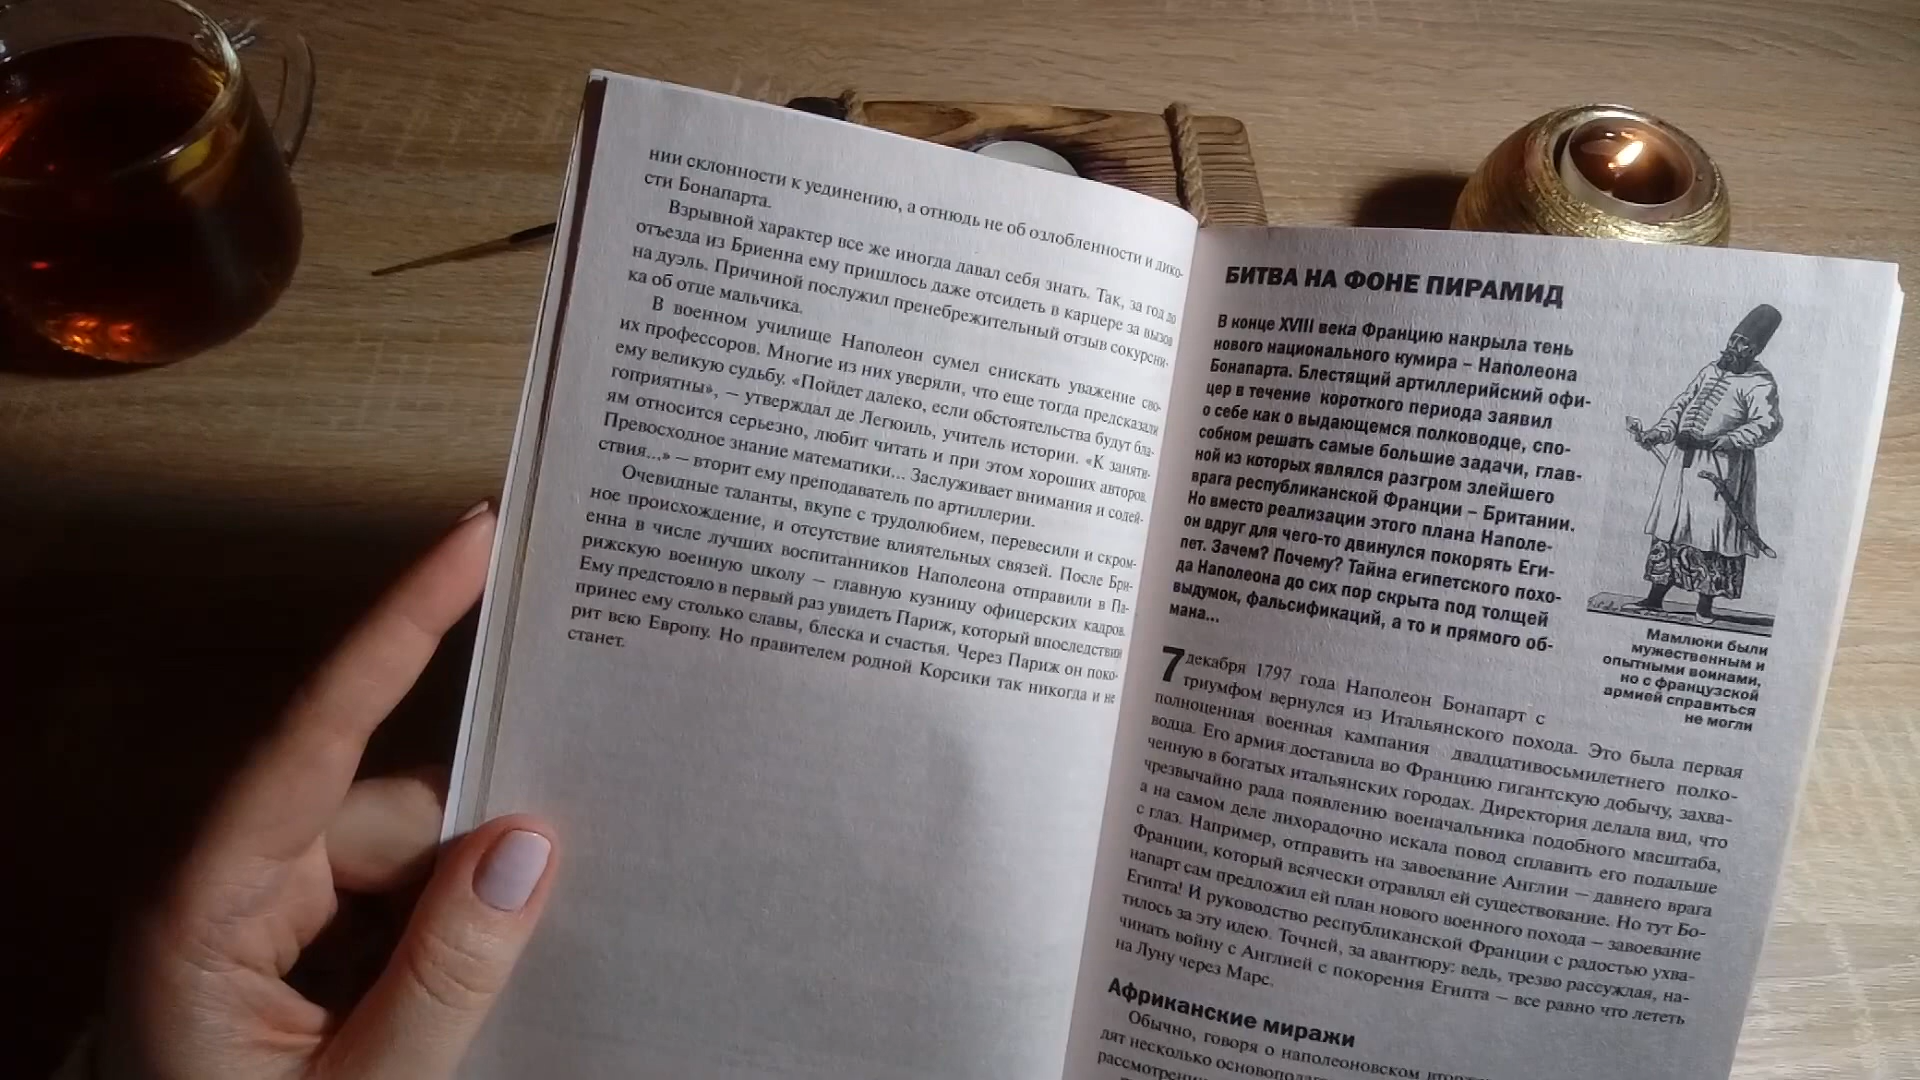 нии склонности к уединению, а отнюдь не об озлобленности и дико-
сти Бонапарта.
Взрывной характер все же иногда давал себя знать. Так, за год до
отъезда из Бриенна ему пришлось даже отсидеть в карцере за вызов
на дуэль. Причиной послужил пренебрежительный отзыв сокурсни-
ка об отце мальчика.
В военном училище Наполеон сумел снискать уважение сво-
их профессоров. Многие из них уверяли, что еще тогда предсказали
ему великую судьбу. «Пойдет далеко, если обстоятельства будут бла-
гоприятны», – утверждал де Легюиль, учитель истории. «К заняти-
ям относится серьезно, любит читать и при этом хороших авторов.
Превосходное знание математики... Заслуживает внимания и содей-
ствия...» – вторит ему преподаватель по артиллерии.
Очевидные таланты, вкупе с трудолюбием, перевесили и скром-
ное происхождение, и отсутствие влиятельных связей. После Бри-
енна в числе лучших воспитанников Наполеона отправили в Па-
рижскую военную школу – главную кузницу офицерских кадров.
Ему предстояло в первый раз увидеть Париж, который впоследствии
принес ему столько славы, блеска и счастья. Через Париж он поко-
рит всю Европу. Но правителем родной Корсики так никогда и не
станет.
БИТВА НА ФОНЕ ПИРАМИД
В конце XVIII века Францию накрыла тень
нового национального кумира – Наполеона
Бонапарта. Блестящий артиллерийский офи-
цер в течение короткого периода заявил
о себе как о выдающемся полководце, спо-
собном решать самые большие задачи, глав-
ной из которых являлся разгром злейшего
врага республиканской Франции – Британии.
Но вместо реализации этого плана Наполе-
он вдруг для чего-то двинулся покорять Еги-
пет. Зачем? Почему? Тайна египетского похо-
да Наполеона до сих пор скрыта под толщей
выдумок, фальсификаций, а то и прямого об-
мана...
Мамлюки были
мужественным и
опытными воинами,
но с французской
армией справиться
не могли
7 декабря 1797 года Наполеон Бонапарт с
триумфом вернулся из Итальянского похода. Это была первая
полноценная военная кампания двадцативосьмилетнего полко-
водца. Его армия доставила во Францию гигантскую добычу, захва-
ченную в богатых итальянских городах. Директория делала вид, что
чрезвычайно рада появлению военачальника подобного масштаба,
а на самом деле лихорадочно искала повод сплавить его подальше
с глаз. Например, отправить на завоевание Англии – давнего врага
Франции, который всячески отравлял ей существование. Но тут Бо-
напарт сам предложил ей план нового военного похода – завоевание
Египта! И руководство республиканской Франции с радостью ухва-
тилось за эту идею. Точней, за авантюру: ведь, трезво рассуждая, на-
чинать войну с Англией с покорения Египта – все равно что лететь
на Луну через Марс.
Африканские миражи
Обычно, говоря о наполеоновском
дят несколько